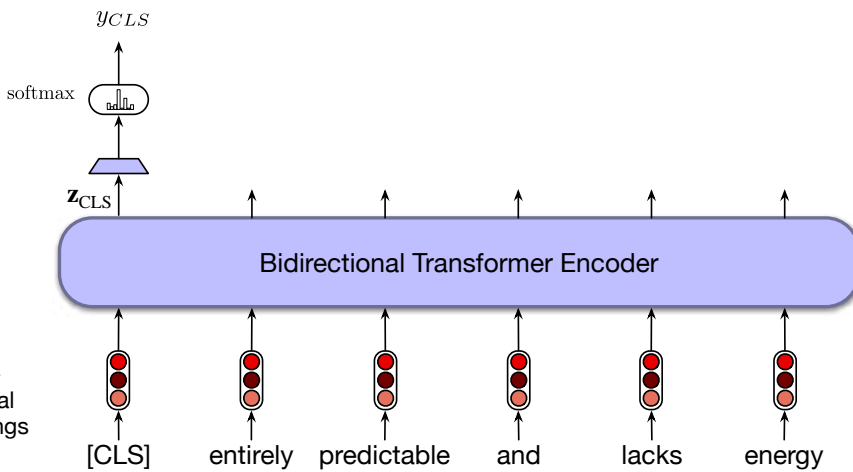 y_CLS
softmax
z_CLS
Bidirectional Transformer Encoder
al
ngs
[CLS] entirely predictable and lacks energy